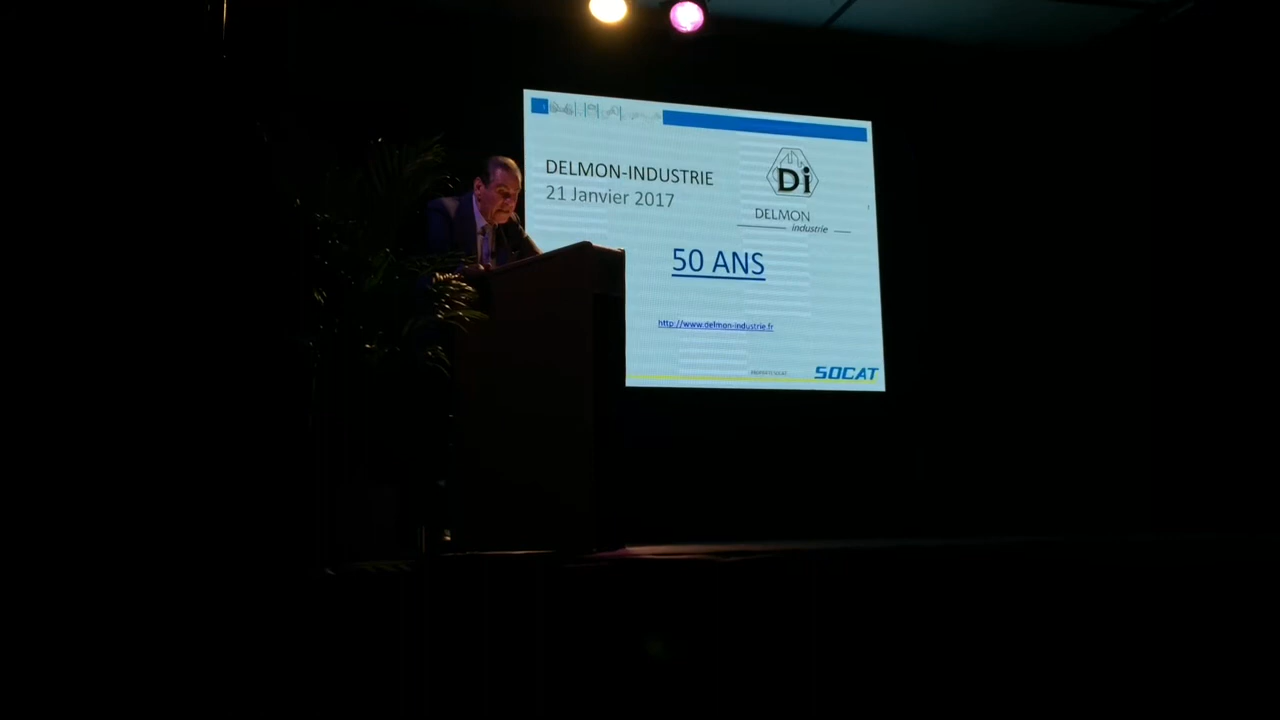 DELMON-INDUSTRIE
21 Janvier 2017
Di
DELMON
industrie
50 ANS
http://www.delmon-industrie.fr
SOCAT